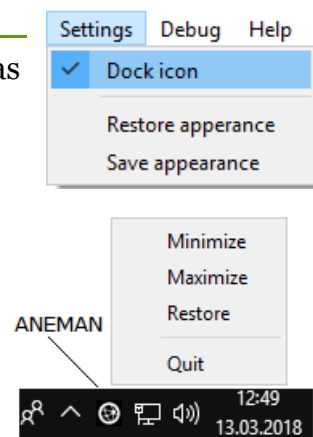 Settings Debug Help
as
Dock icon
Restore apperance
Save appearance
Minimize
Maximize
Restore
ANEMAN
Quit
12:49
13.03.2018